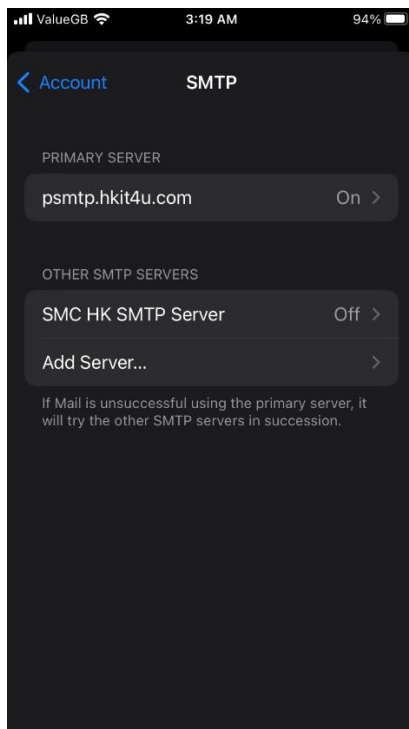 ValueGB 3:19 AM 94%
Account SMTP
PRIMARY SERVER
psmtp.hkit4u.com On
OTHER SMTP SERVERS
SMC HK SMTP Server Off
Add Server...
If Mail is unsuccessful using the primary server, it
will try the other SMTP servers in succession.